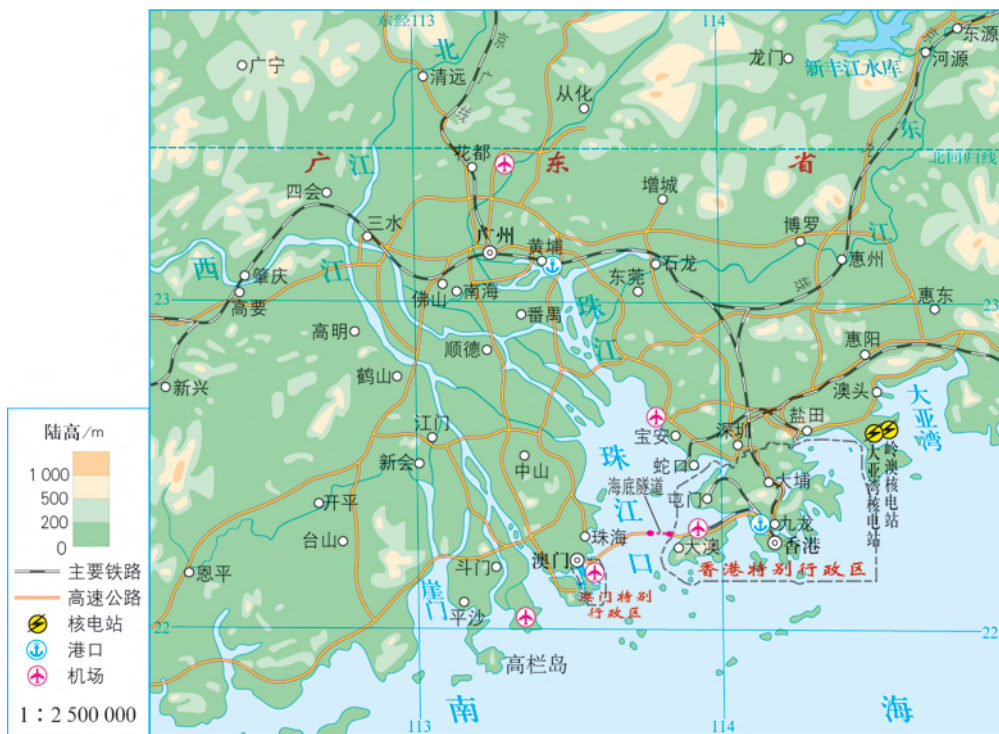 东经113
114
东源
京
北
京
河源
广宁
清远
龙门
新丰江水库
广
从化
线
东
北回归线
广
江
花都
东
省
四会
增城
三水
广州
黄埔
博罗
江
西
江
肇庆
石龙
惠州
佛山
南海
东莞
线
高要
23
23
番禺
珠
惠东
高明
顺德
江
惠阳
新兴
鹤山
澳头
大
亚
湾
陆高/m
1 000
500
200
0
江门
宝安
深圳
盐田
岭澳核电站
大亚湾核电站
新会
中山
珠
蛇口
海底隧道
屯门
大埔
开平
江
九龙
台山
珠海
大澳
香港
主要铁路
恩平
斗门
澳门
口
香港特别行政区
高速公路
崖
门
平沙
澳门特别
行政区
核电站
22
22
港口
高栏岛
机场
南
海
1：2 500 000
113
114